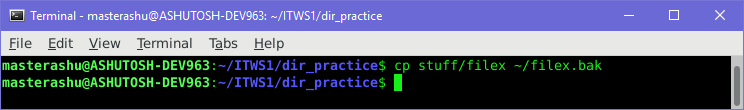 Terminal - masterashu@ASHUTOSH-DEV963: ~/ITWS1/dir_practice
File Edit View Terminal Tabs Help
masterashu@ASHUTOSH-DEV963:~/ITWS1/dir_practice$ cp stuff/filex ~/filex.bak
masterashu@ASHUTOSH-DEV963:~/ITWS1/dir_practice$